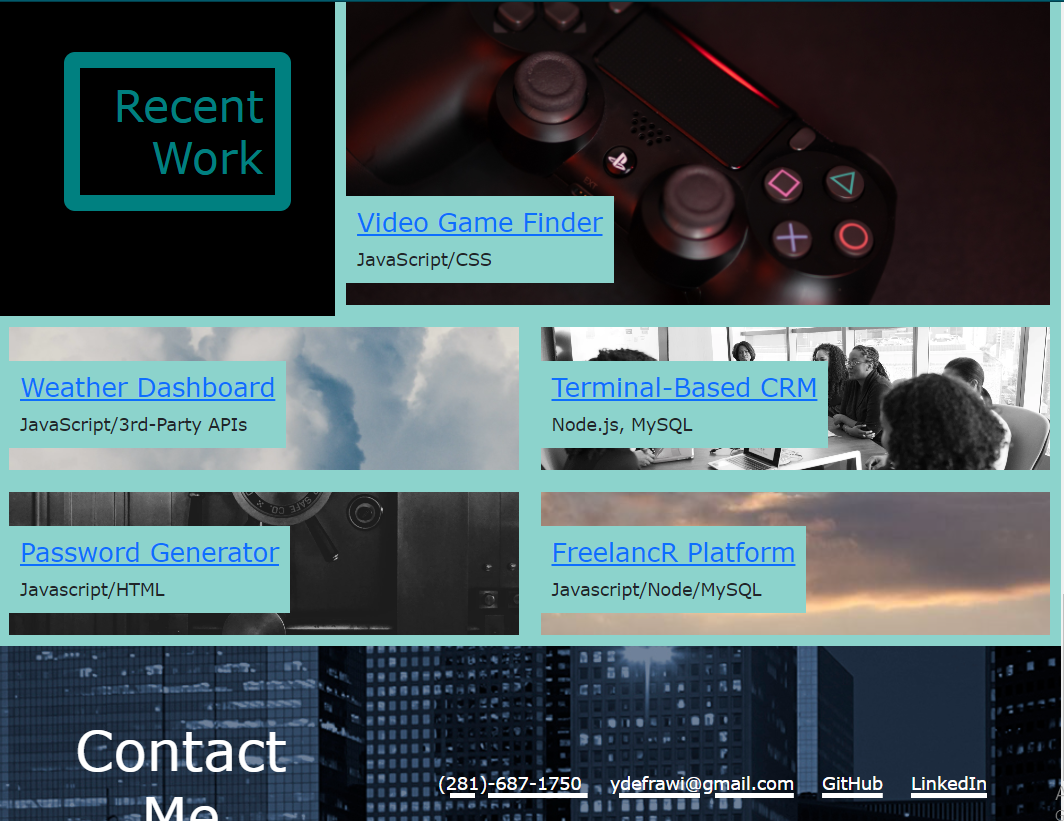 Recent
Work
Video Game Finder
JavaScript/CSS
Weather Dashboard
JavaScript/3rd-Party APIs
Terminal-Based CRM
Node.js, MySQL
SAFE CO.
Password Generator
Javascript/HTML
FreelancR Platform
Javascript/Node/MySQL
Contact
Me
(281)-687-1750 ydefrawi@gmail.com GitHub LinkedIn